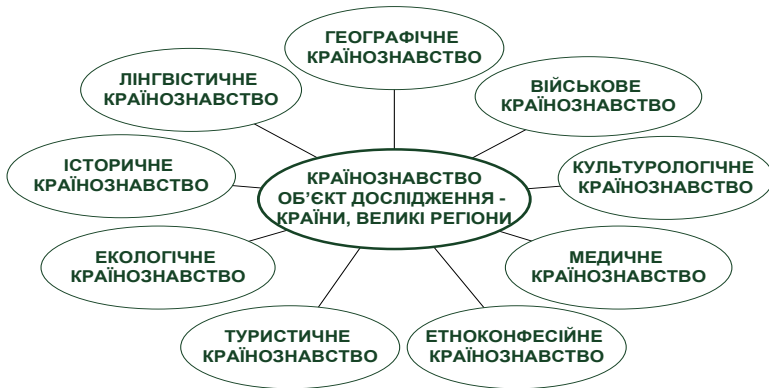 ГЕОГРАФІЧНЕ
КРАЇНОЗНАВСТВО
ЛІНГВІСТИЧНЕ
КРАЇНОЗНАВСТВО
ВІЙСЬКОВЕ
КРАЇНОЗНАВСТВО
ІСТОРИЧНЕ
КРАЇНОЗНАВСТВО
КРАЇНОЗНАВСТВО
ОБ’ЄКТ ДОСЛІДЖЕННЯ -
КРАЇНИ, ВЕЛИКІ РЕГІОНИ
КУЛЬТУРОЛОГІЧНЕ
КРАЇНОЗНАВСТВО
ЕКОЛОГІЧНЕ
КРАЇНОЗНАВСТВО
МЕДИЧНЕ
КРАЇНОЗНАВСТВО
ТУРИСТИЧНЕ
КРАЇНОЗНАВСТВО
ЕТНОКОНФЕСІЙНЕ
КРАЇНОЗНАВСТВО